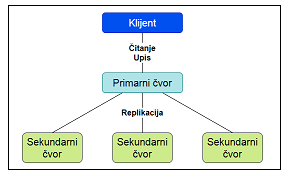 Klijent
Čitanje
Upis
Primarni čvor
Replikacija
Sekundarni
čvor
Sekundarni
čvor
Sekundarni
čvor